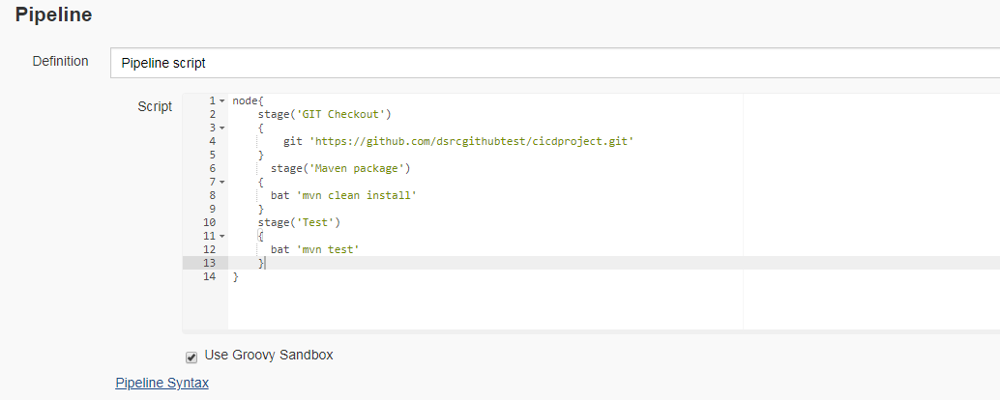 Pipeline
Definition Pipeline script
Script
1 node{
2 stage('GIT Checkout')
3 {
4 git 'https://github.com/dsrcgithubtest/cicdproject.git'
5 }
6 stage('Maven package')
7 {
8 bat 'mvn clean install'
9 }
10 stage('Test')
11 {
12 bat 'mvn test'
13 }
14 }
Use Groovy Sandbox
Pipeline Syntax